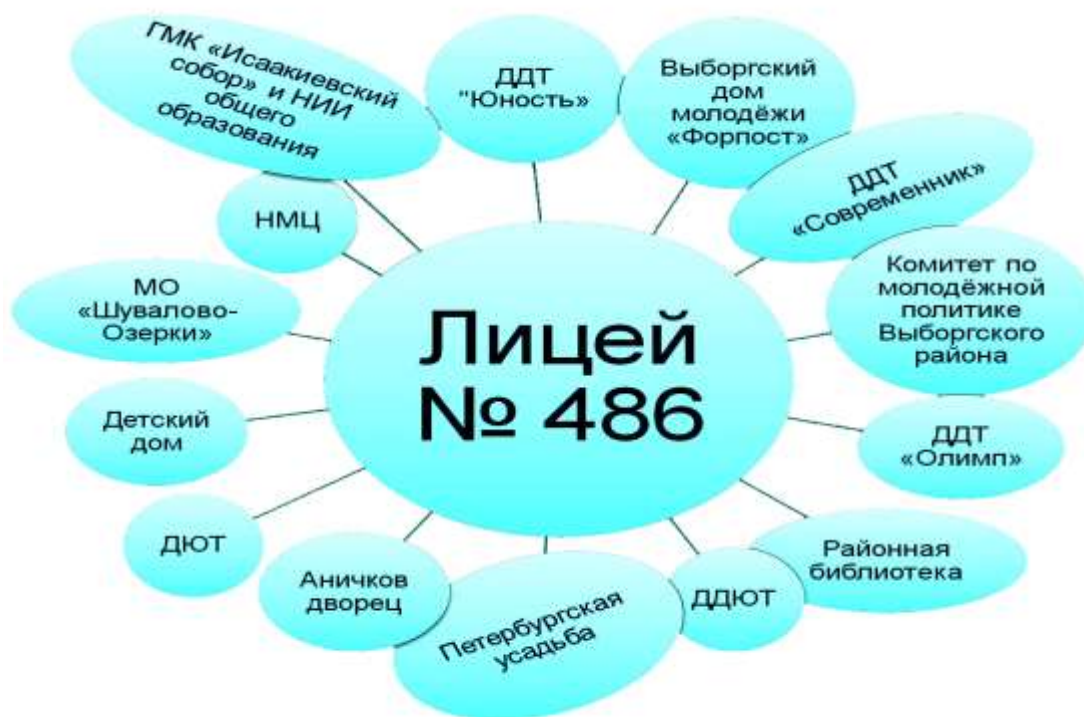 ГМК «Исаакиевский
собор» и НИИ
общего
образования
ДДТ
"Юность»
Выборгский
дом
молодёжи
«Форпост»
ДДТ
«Современник»
Комитет по
молодёжной
политике
Выборгского
района
ДДТ
«Олимп»
Районная
библиотека
ДДЮТ
Петербургская
усадьба
Аничков
дворец
ДЮТ
Детский
дом
МО
«Шувалово-
Озерки»
НМЦ
Лицей
№ 486